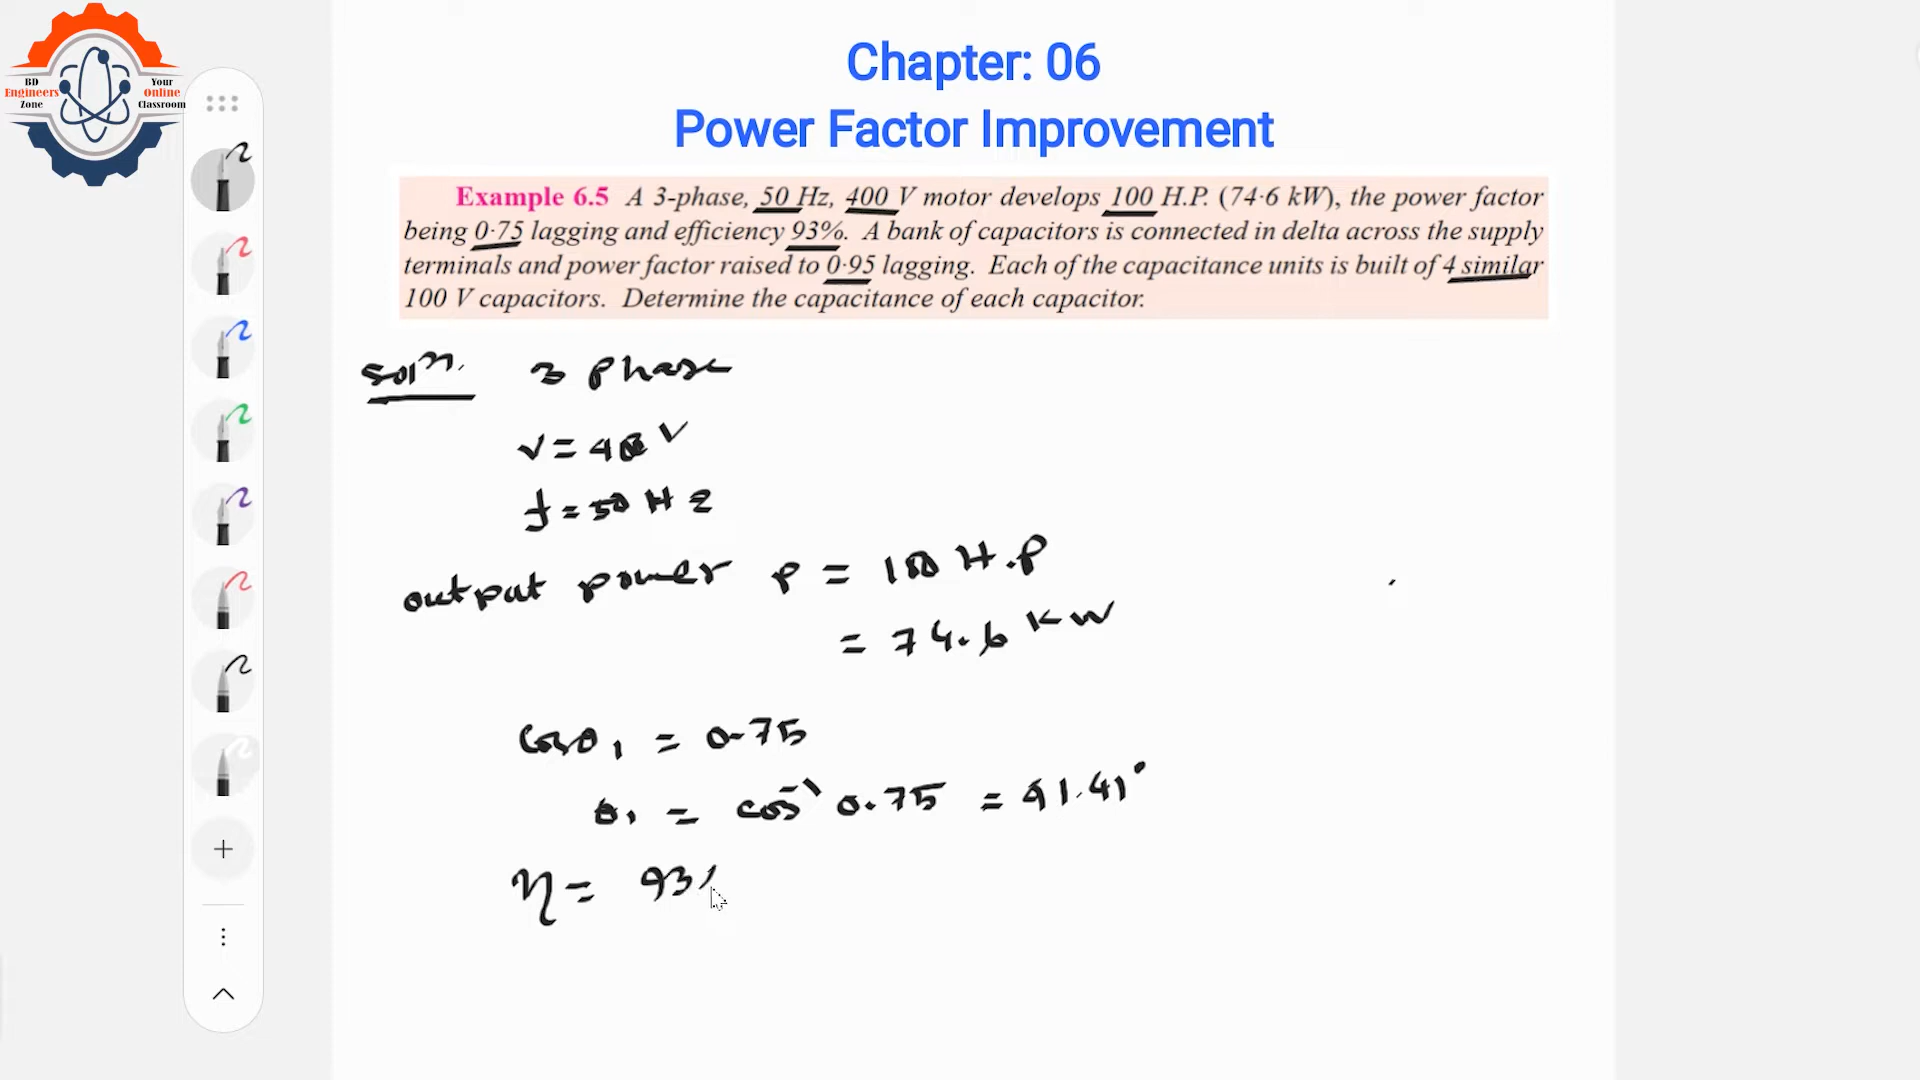 BD
Engineers
Zone
Your
Online
Classroom
Chapter: 06
Power Factor Improvement
Example 6.5 A 3-phase, 50 Hz, 400 V motor develops 100 H.P. (74·6 kW), the power factor
being 0·75 lagging and efficiency 93%. A bank of capacitors is connected in delta across the supply
terminals and power factor raised to 0·95 lagging. Each of the capacitance units is built of 4 similar
100 V capacitors. Determine the capacitance of each capacitor.
Solⁿ. 3 phase
V = 400 V
f = 50 Hz
output power P = 100 H.P
= 74.6 KW
cosθ₁ = 0.75
θ₁ = cos⁻¹ 0.75 = 41.41°
η = 93